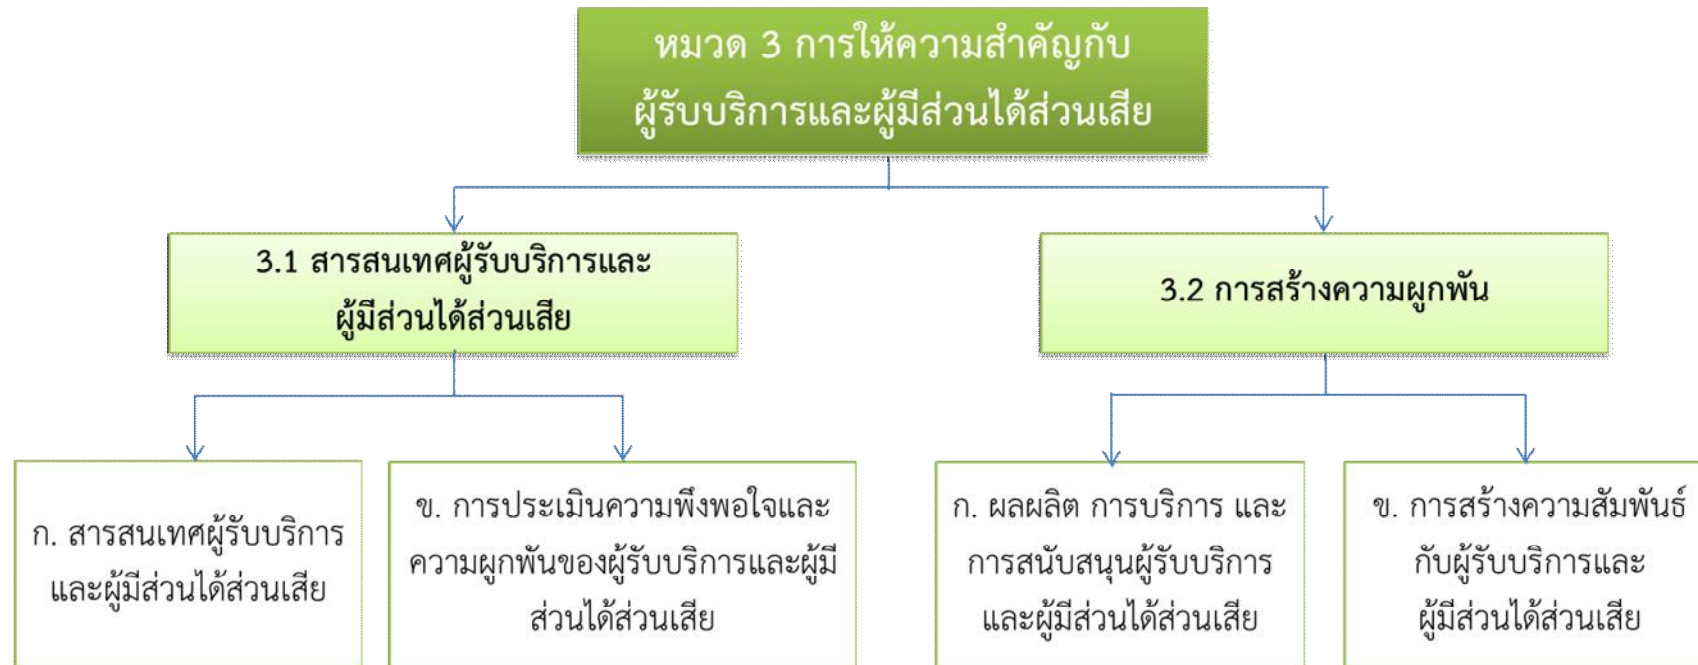 หมวด 3 การให้ความสำคัญกับ
ผู้รับบริการและผู้มีส่วนได้ส่วนเสีย
3.1 สารสนเทศผู้รับบริการและ
ผู้มีส่วนได้ส่วนเสีย
3.2 การสร้างความผูกพัน
ก. สารสนเทศผู้รับบริการ
และผู้มีส่วนได้ส่วนเสีย
ข. การประเมินความพึงพอใจและ
ความผูกพันของผู้รับบริการและผู้มี
ส่วนได้ส่วนเสีย
ก. ผลผลิต การบริการ และ
การสนับสนุนผู้รับบริการ
และผู้มีส่วนได้ส่วนเสีย
ข. การสร้างความสัมพันธ์
กับผู้รับบริการและ
ผู้มีส่วนได้ส่วนเสีย